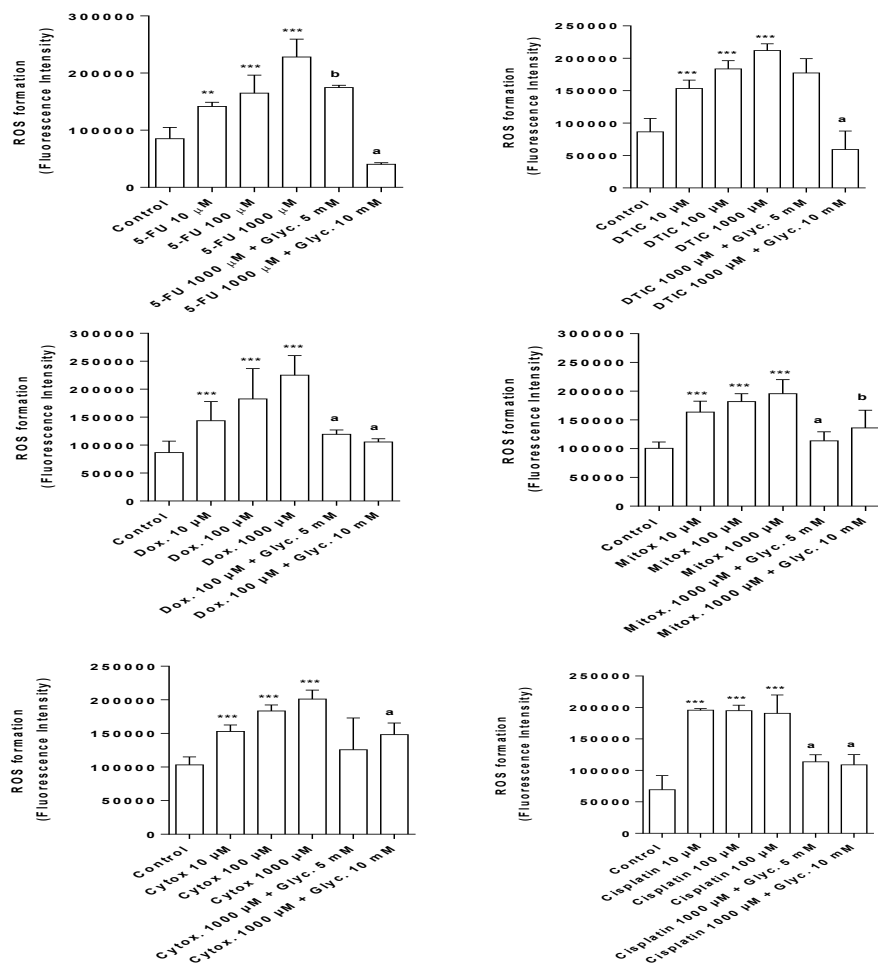 ROS formation
(Fluorescence Intensity)
300000
200000
100000
0
**
***
***
b
a
Control
5-FU 10 µM
5-FU 100 µM
5-FU 1000 µM
5-FU 1000 µM + Glyc. 5 mM
5-FU 1000 µM + Glyc. 10 mM
ROS formation
(Fluorescence Intensity)
250000
200000
150000
100000
50000
0
***
***
***
a
Control
DTIC 10 µM
DTIC 100 µM
DTIC 1000 µM
DTIC 1000 µM + Glyc. 5 mM
DTIC 1000 µM + Glyc. 10 mM
ROS formation
(Fluorescence Intensity)
300000
250000
200000
150000
100000
50000
0
***
***
***
a
a
Control
Dox. 10 µM
Dox. 100 µM
Dox. 1000 µM
Dox. 100 µM + Glyc. 5 mM
Dox. 100 µM + Glyc. 10 mM
ROS formation
(Fluorescence Intensity)
300000
250000
200000
150000
100000
50000
0
***
***
***
a
b
Control
Mitox 10 µM
Mitox 100 µM
Mitox 1000 µM
Mitox. 1000 µM + Glyc. 5 mM
Mitox. 1000 µM + Glyc. 10 mM
ROS formation
(Fluorescence Intensity)
250000
200000
150000
100000
50000
0
***
***
***
a
Control
Cytox 10 µM
Cytox 100 µM
Cytox 1000 µM
Cytox. 1000 µM + Glyc. 5 mM
Cytox. 1000 µM + Glyc. 10 mM
ROS formation
(Fluorescence Intensity)
250000
200000
150000
100000
50000
0
***
***
***
a
a
Control
Cisplatin 10 µM
Cisplatin 100 µM
Cisplatin 100 µM
Cisplatin 1000 µM + Glyc. 5 mM
Cisplatin 1000 µM + Glyc. 10 mM